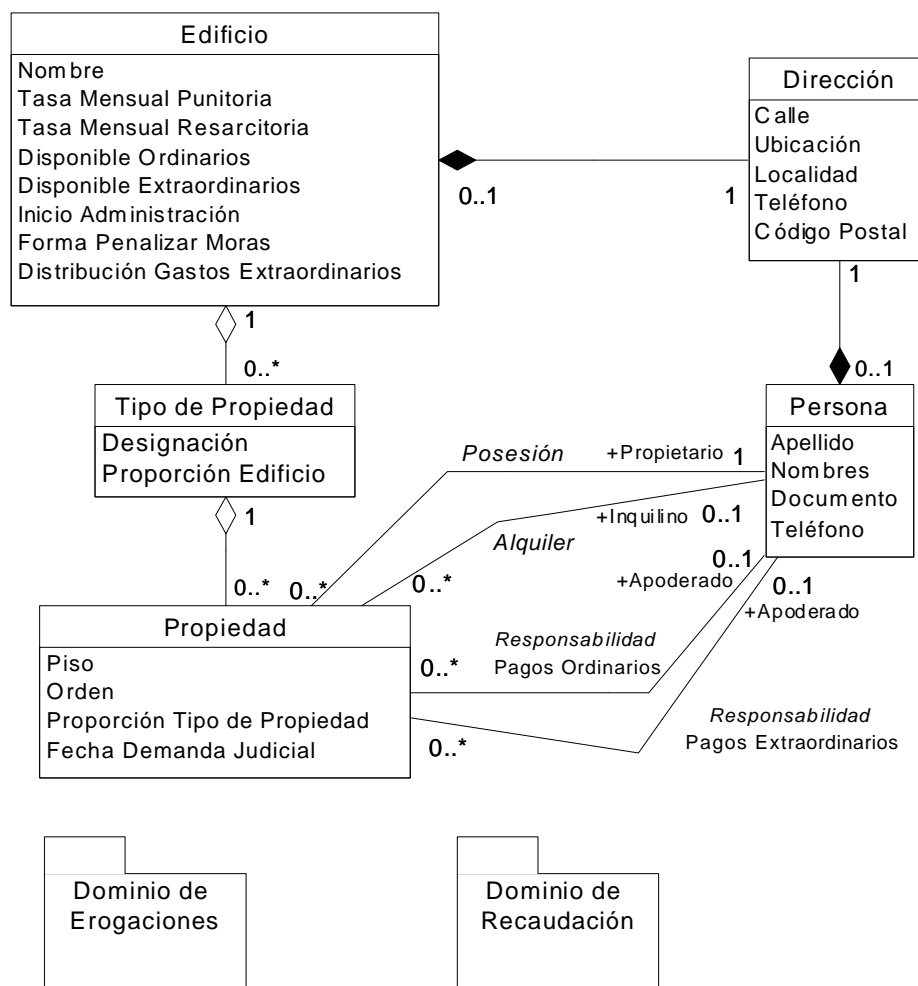 Edificio
Nombre
Tasa Mensual Punitoria
Tasa Mensual Resarcitoria
Disponible Ordinarios
Disponible Extraordinarios
Inicio Administración
Forma Penalizar Moras
Distribución Gastos Extraordinarios
Dirección
Calle
Ubicación
Localidad
Teléfono
Código Postal
0..1
1
1
0..*
1
0..1
Tipo de Propiedad
Designación
Proporción Edificio
Persona
Apellido
Nombres
Documento
Teléfono
Posesión
+Propietario
1
+Inquilino
0..1
Alquiler
1
0..*
0..*
0..*
0..1
+Apoderado
0..1
+Apoderado
Propiedad
Piso
Orden
Proporción Tipo de Propiedad
Fecha Demanda Judicial
Responsabilidad
Pagos Ordinarios
0..*
Responsabilidad
Pagos Extraordinarios
0..*
Dominio de
Erogaciones
Dominio de
Recaudación